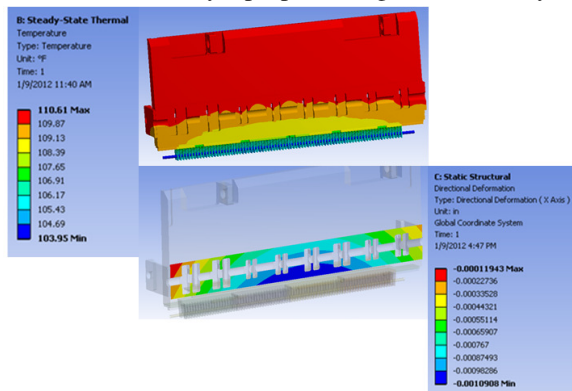 B: Steady-State Thermal
Temperature
Type: Temperature
Unit: °F
Time: 1
1/9/2012 11:40 AM
110.61 Max
109.87
109.13
108.39
107.65
106.91
106.17
105.43
104.69
103.95 Min
C: Static Structural
Directional Deformation
Type: Directional Deformation ( X Axis )
Unit: in
Global Coordinate System
Time: 1
1/9/2012 4:47 PM
-0.00011943 Max
-0.00022736
-0.00033528
-0.00044321
-0.00055114
-0.00065907
-0.000767
-0.00087493
-0.00098286
-0.0010908 Min